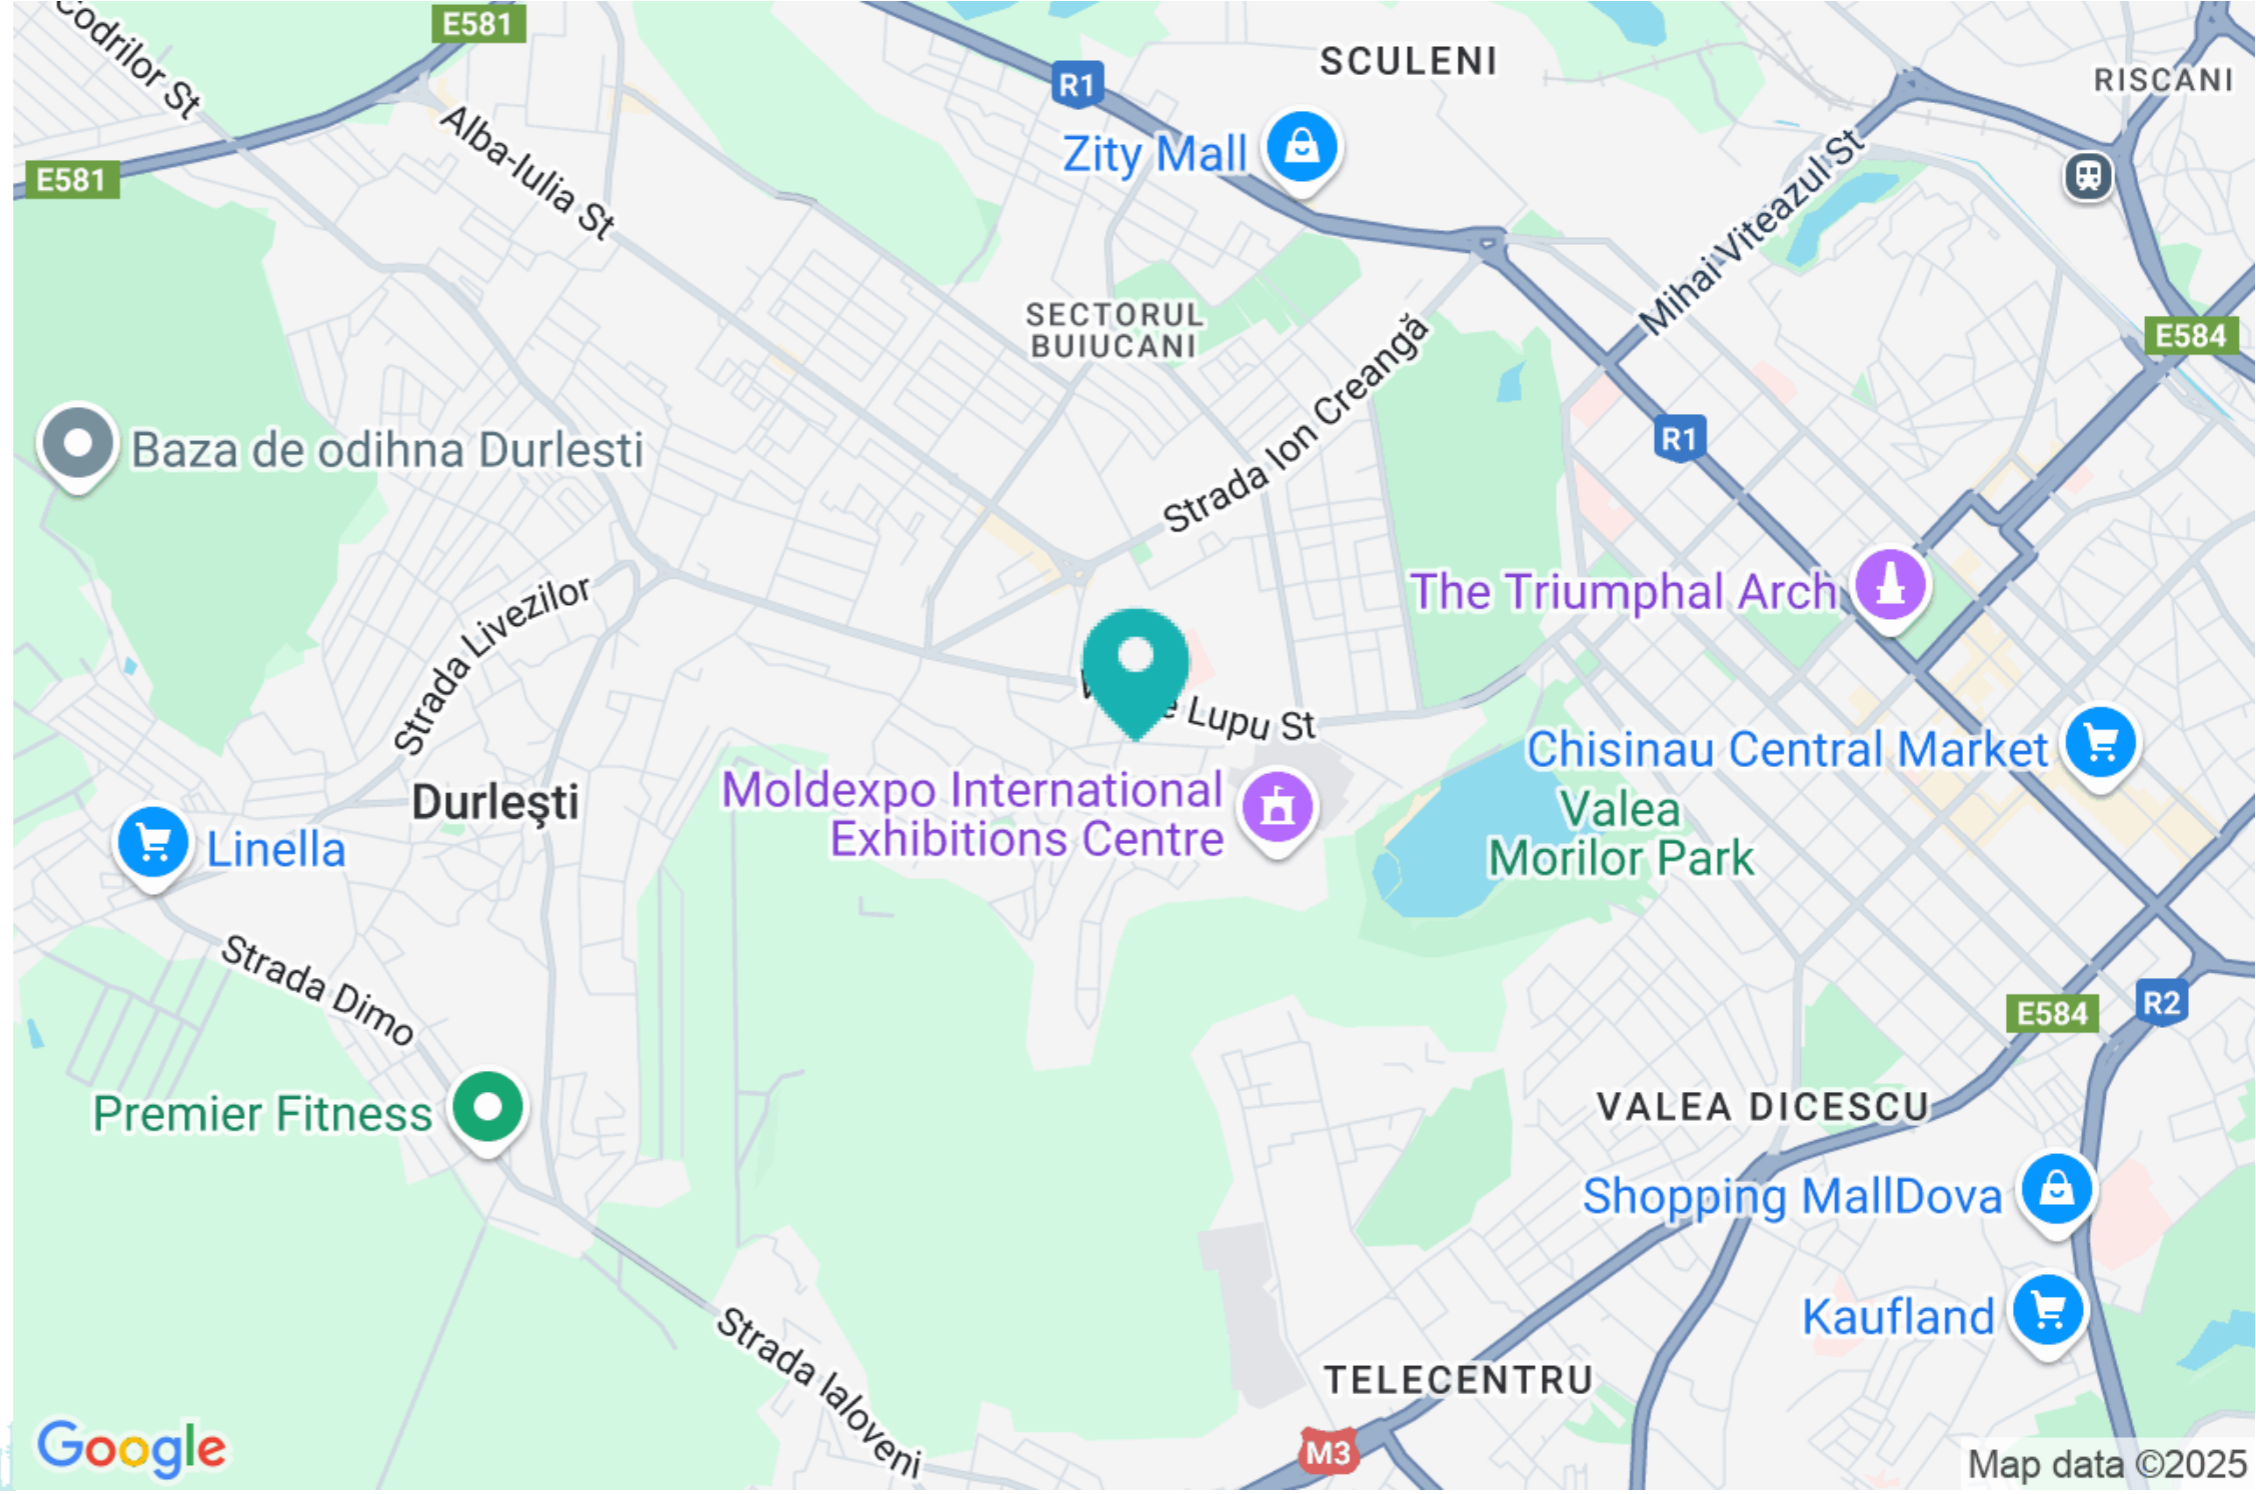 Codrilor St
E581
R1
SCULENI
RISCANI
Alba-Iulia St
Zity Mall
E581
Mihai Viteazul St
SECTORUL
BUIUCANI
E584
Strada Ion Creangă
Baza de odihna Durlesti
R1
Strada Livezilor
The Triumphal Arch
Lupu St
Chisinau Central Market
Durleşti
Moldexpo International
Exhibitions Centre
Valea
Morilor Park
Linella
Strada Dimo
E584
R2
Premier Fitness
VALEA DICESCU
Shopping MallDova
Kaufland
Strada Ialoveni
TELECENTRU
M3
Google
Map data ©2025